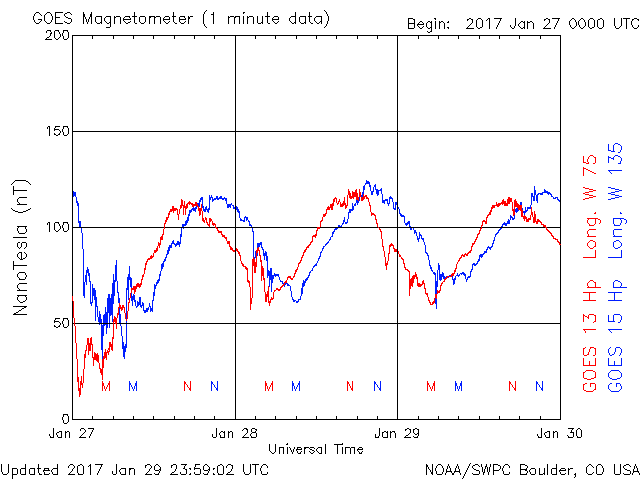 GOES Magnetometer (1 minute data)
Begin: 2017 Jan 27 0000 UTC
200
150
100
50
0
NanoTesla (nT)
M M N N M M N N M M N N
Jan 27 Jan 28 Jan 29 Jan 30
Universal Time
GOES 13 Hp Long. W 75
GOES 15 Hp Long. W 135
Updated 2017 Jan 29 23:59:02 UTC
NOAA/SWPC Boulder, CO USA